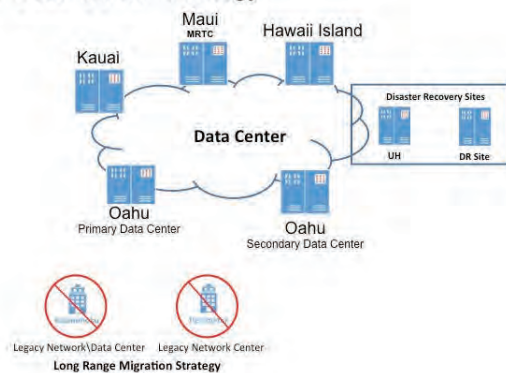 Maui
MRTC
Hawaii Island
Kauai
Disaster Recovery Sites
Data Center
UH
DR Site
Oahu
Primary Data Center
Oahu
Secondary Data Center
Legacy Network\Data Center
Legacy Network Center
Long Range Migration Strategy